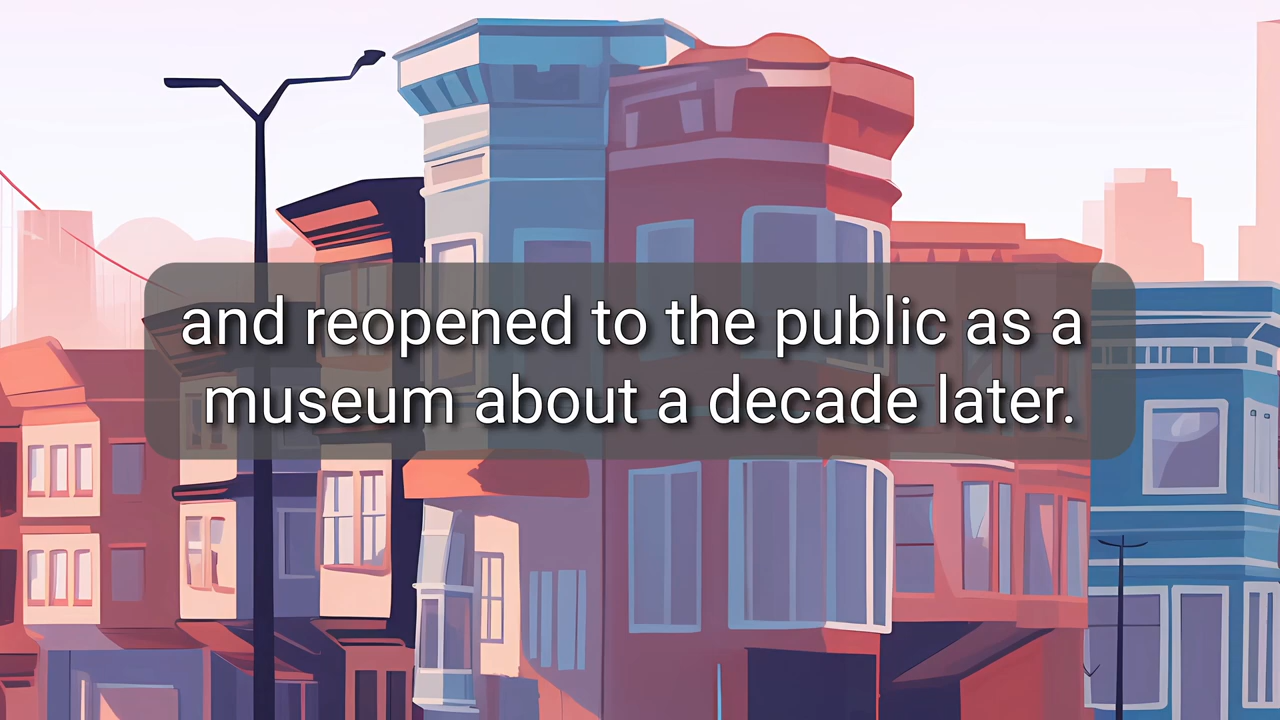 and reopened to the public as a
museum about a decade later.